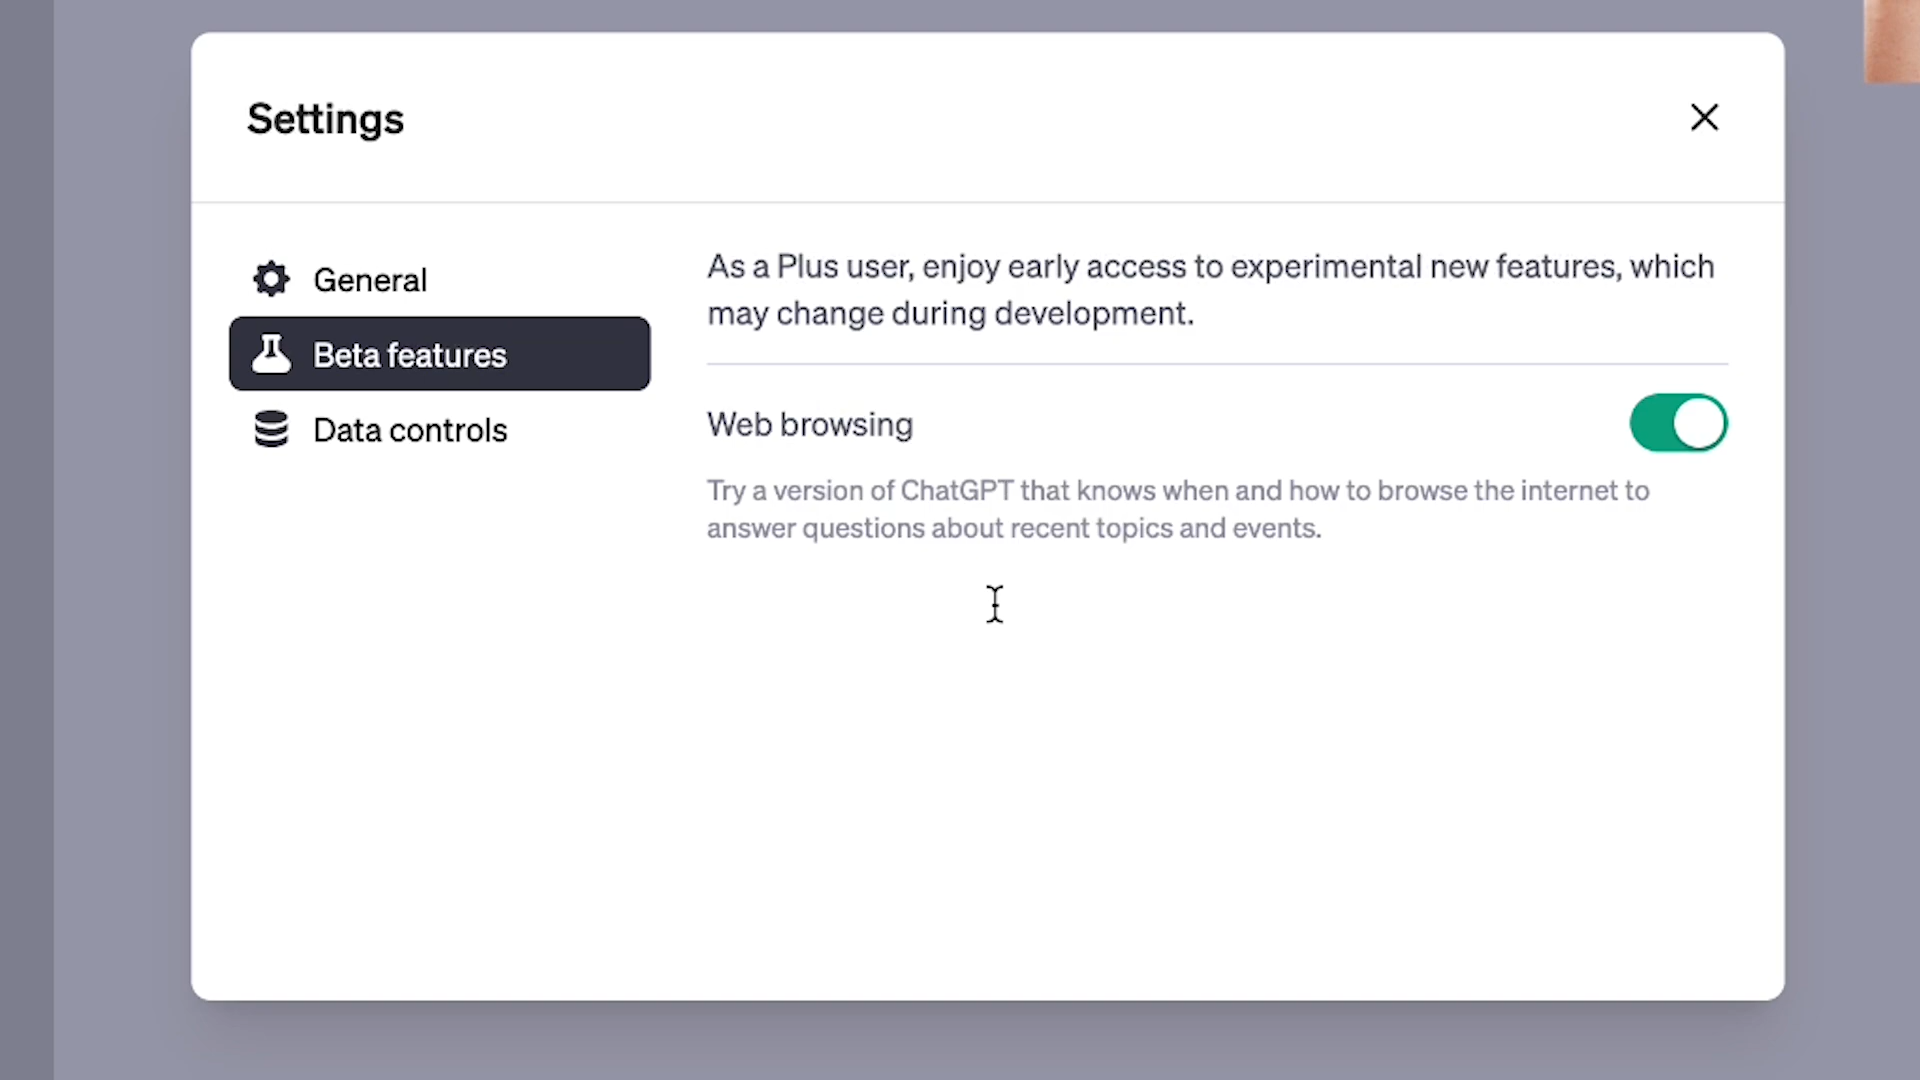 Settings
General
Beta features
Data controls
As a Plus user, enjoy early access to experimental new features, which
may change during development.
Web browsing
Try a version of ChatGPT that knows when and how to browse the internet to
answer questions about recent topics and events.